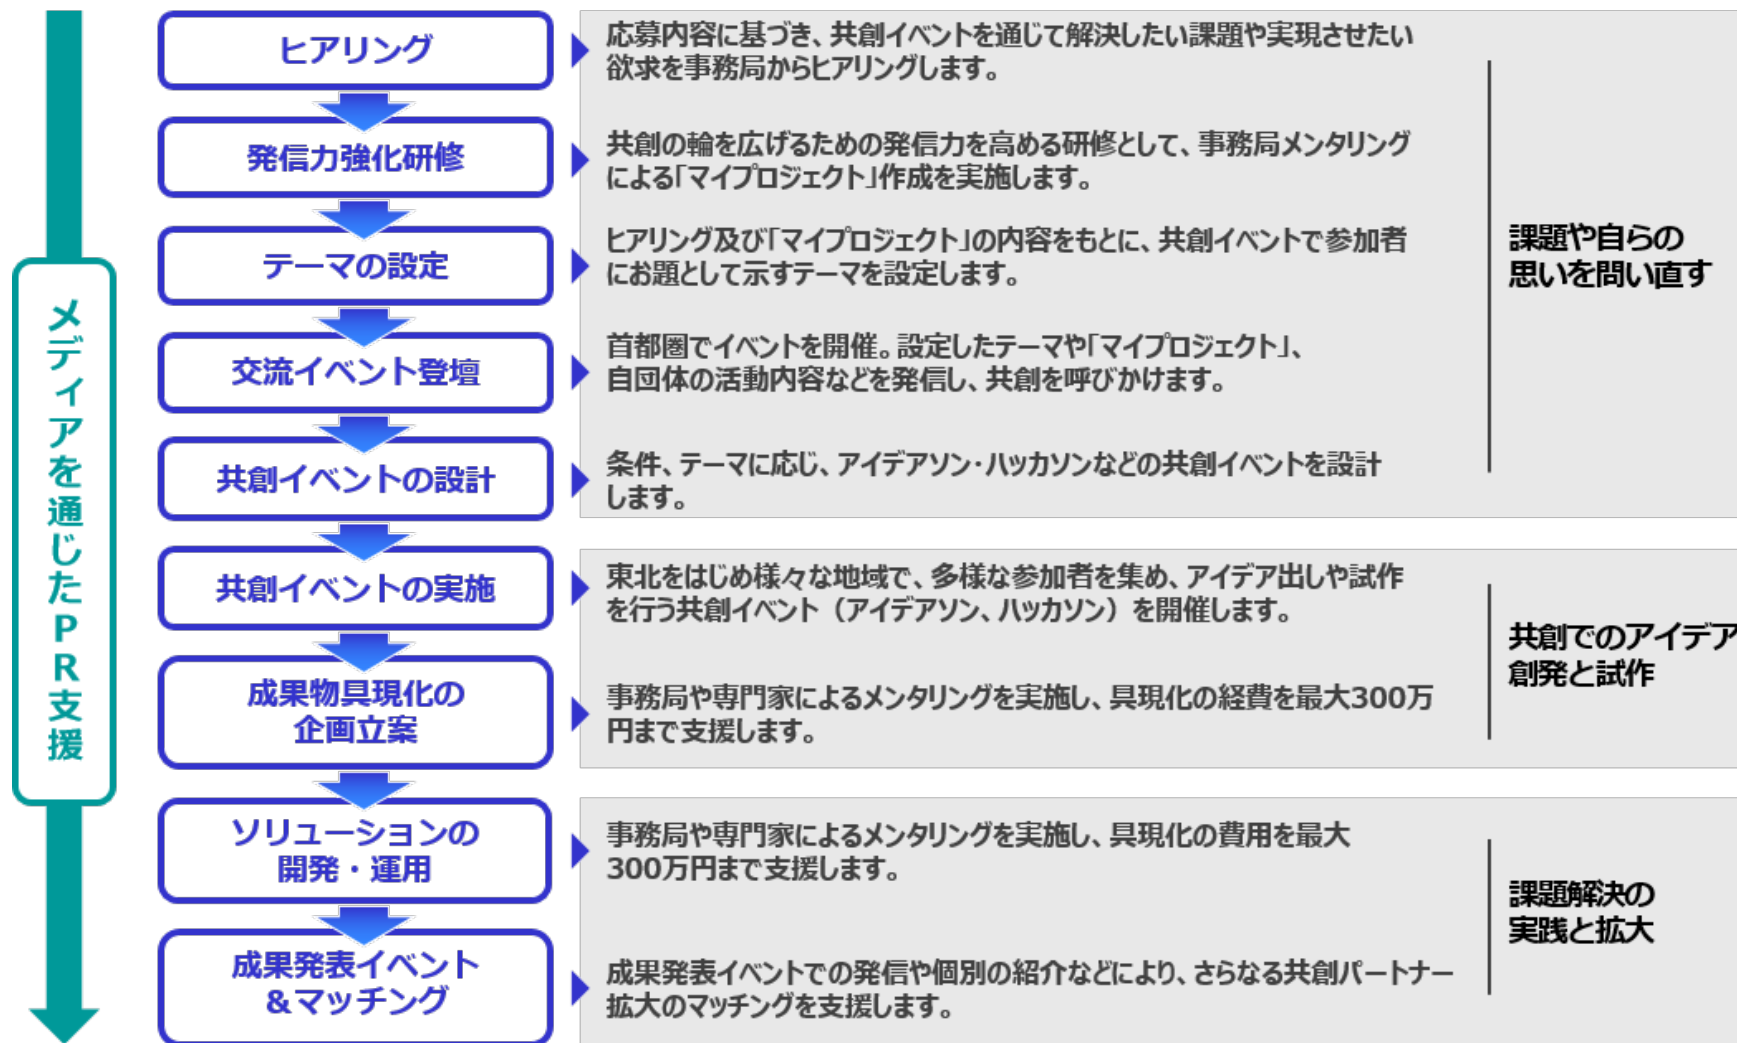 メディアを通じたPR支援
ヒアリング
応募内容に基づき、共創イベントを通じて解決したい課題や実現させたい
欲求を事務局からヒアリングします。
発信力強化研修
共創の輪を広げるための発信力を高める研修として、事務局メンタリング
による「マイプロジェクト」作成を実施します。
テーマの設定
ヒアリング及び「マイプロジェクト」の内容をもとに、共創イベントで参加者
にお題として示すテーマを設定します。
交流イベント登壇
首都圏でイベントを開催。設定したテーマや「マイプロジェクト」、
自団体の活動内容などを発信し、共創を呼びかけます。
共創イベントの設計
条件、テーマに応じ、アイデアソン・ハッカソンなどの共創イベントを設計
します。
課題や自らの
思いを問い直す
共創イベントの実施
東北をはじめ様々な地域で、多様な参加者を集め、アイデア出しや試作
を行う共創イベント（アイデアソン、ハッカソン）を開催します。
成果物具現化の
企画立案
事務局や専門家によるメンタリングを実施し、具現化の経費を最大300万
円まで支援します。
共創でのアイデア
創発と試作
ソリューションの
開発・運用
事務局や専門家によるメンタリングを実施し、具現化の費用を最大
300万円まで支援します。
成果発表イベント
＆マッチング
成果発表イベントでの発信や個別の紹介などにより、さらなる共創パートナー
拡大のマッチングを支援します。
課題解決の
実践と拡大